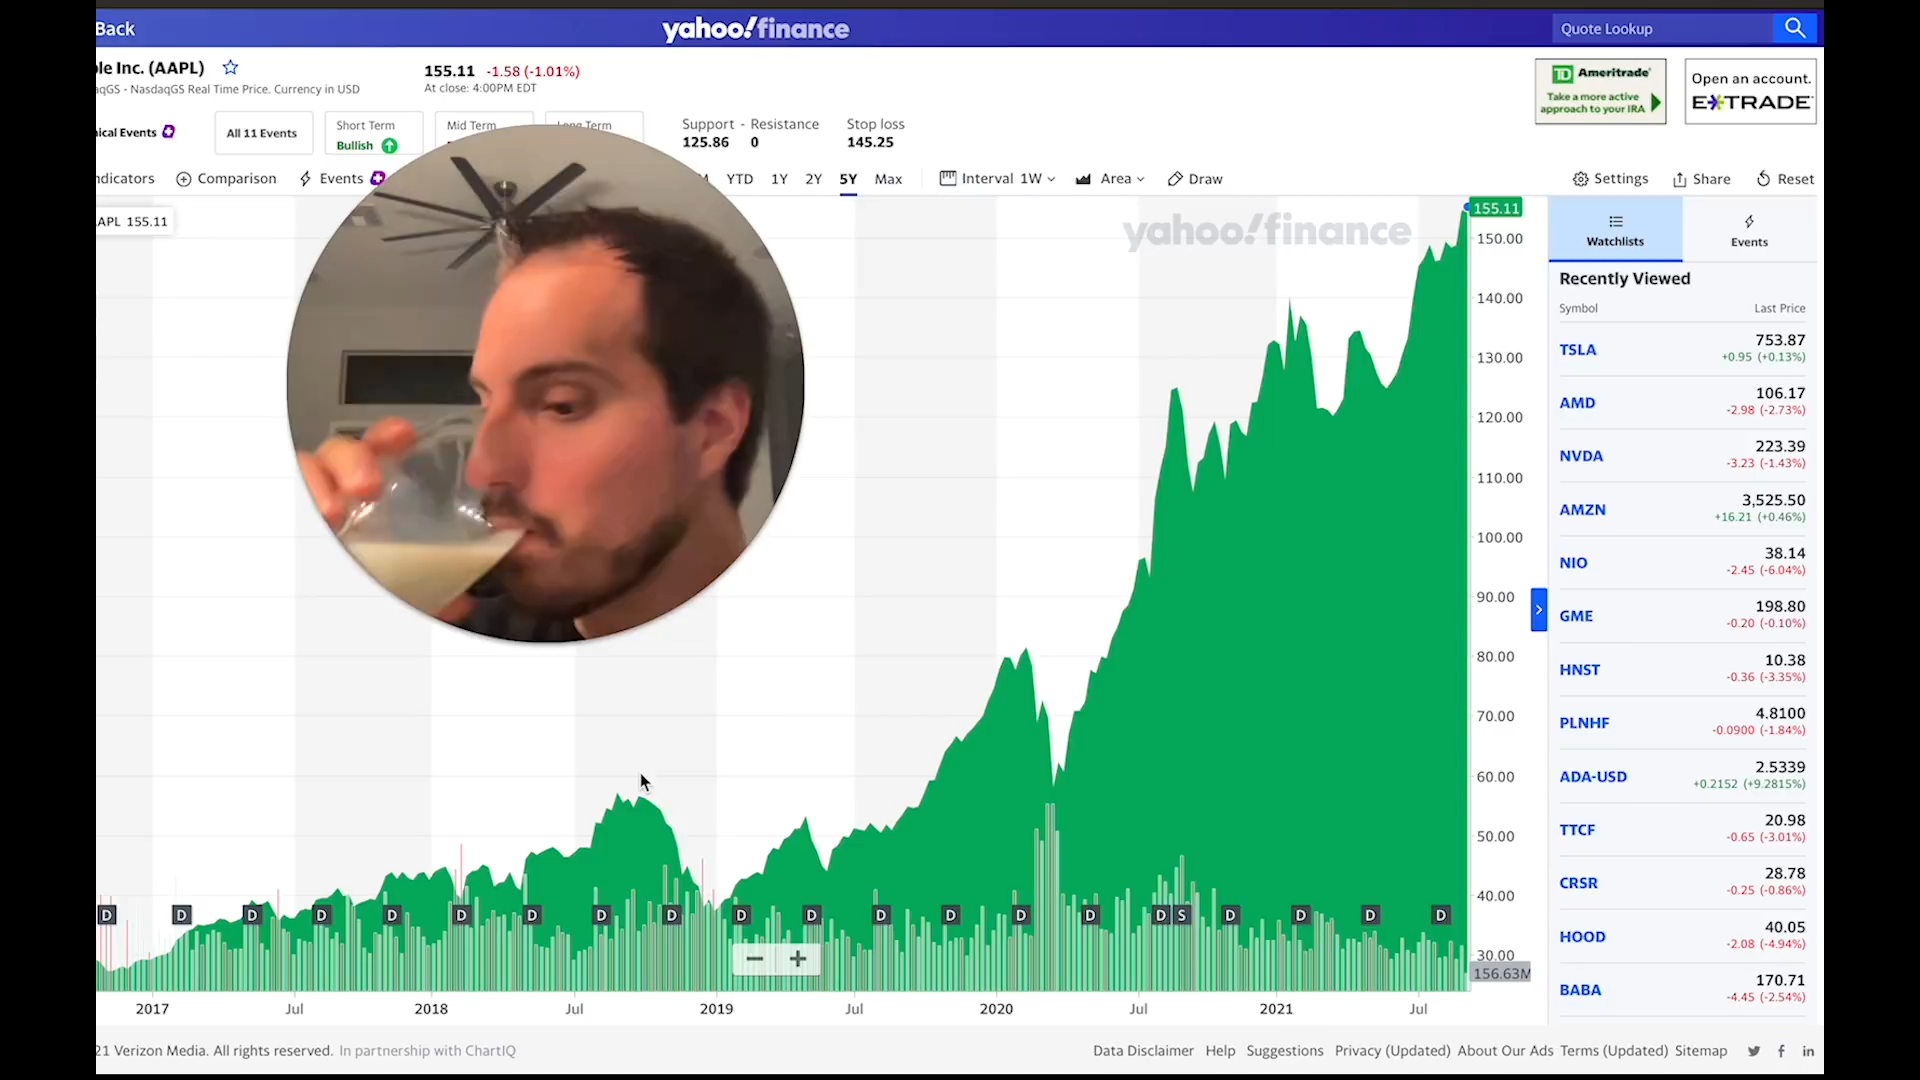 Back
yahoo!finance
Quote Lookup
le Inc. (AAPL)
155.11 -1.58 (-1.01%)
qGS - NasdaqGS Real Time Price. Currency in USD
At close: 4:00PM EDT
TD Ameritrade
Take a more active
approach to your IRA
Open an account.
E*TRADE
ical Events
All 11 Events
Short Term
Bullish
Mid Term
Long Term
Support - Resistance
125.86 0
Stop loss
145.25
ndicators
Comparison
Events
M YTD 1Y 2Y 5Y Max
Interval 1W
Area
Draw
Settings
Share
Reset
APL 155.11
yahoo!finance
155.11
150.00
140.00
130.00
120.00
110.00
100.00
90.00
80.00
70.00
60.00
50.00
40.00
30.00
156.63M
D D D D D D D D D D D D D D D D S D D D D
− +
2017 Jul 2018 Jul 2019 Jul 2020 Jul 2021 Jul
Watchlists
Events
Recently Viewed
Symbol Last Price
TSLA 753.87
+0.95 (+0.13%)
AMD 106.17
-2.98 (-2.73%)
NVDA 223.39
-3.23 (-1.43%)
AMZN 3,525.50
+16.21 (+0.46%)
NIO 38.14
-2.45 (-6.04%)
GME 198.80
-0.20 (-0.10%)
HNST 10.38
-0.36 (-3.35%)
PLNHF 4.8100
-0.0900 (-1.84%)
ADA-USD 2.5339
+0.2152 (+9.2815%)
TTCF 20.98
-0.65 (-3.01%)
CRSR 28.78
-0.25 (-0.86%)
HOOD 40.05
-2.08 (-4.94%)
BABA 170.71
-4.45 (-2.54%)
21 Verizon Media. All rights reserved. In partnership with ChartIQ
Data Disclaimer Help Suggestions Privacy (Updated) About Our Ads Terms (Updated) Sitemap